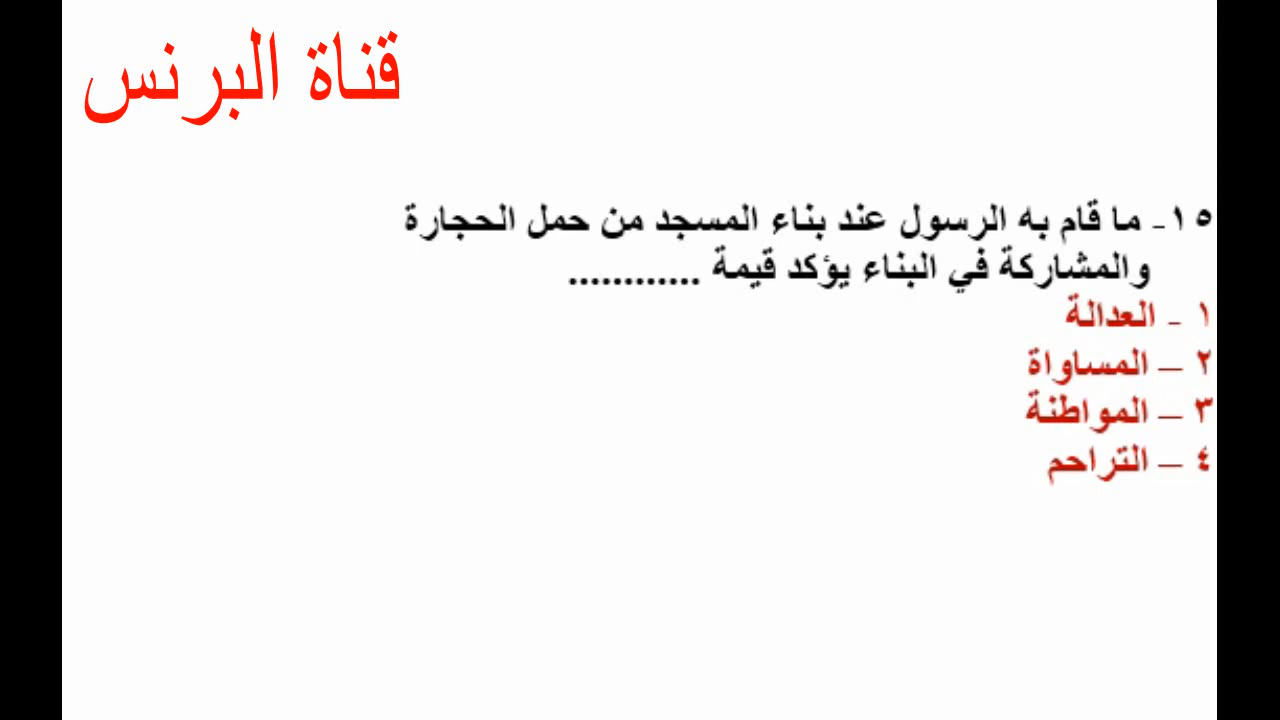 قناة البرنس
١٥- ما قام به الرسول عند بناء المسجد من حمل الحجارة
والمشاركة في البناء يؤكد قيمة ............
١ - العدالة
٢ – المساواة
٣ – المواطنة
٤ – التراحم